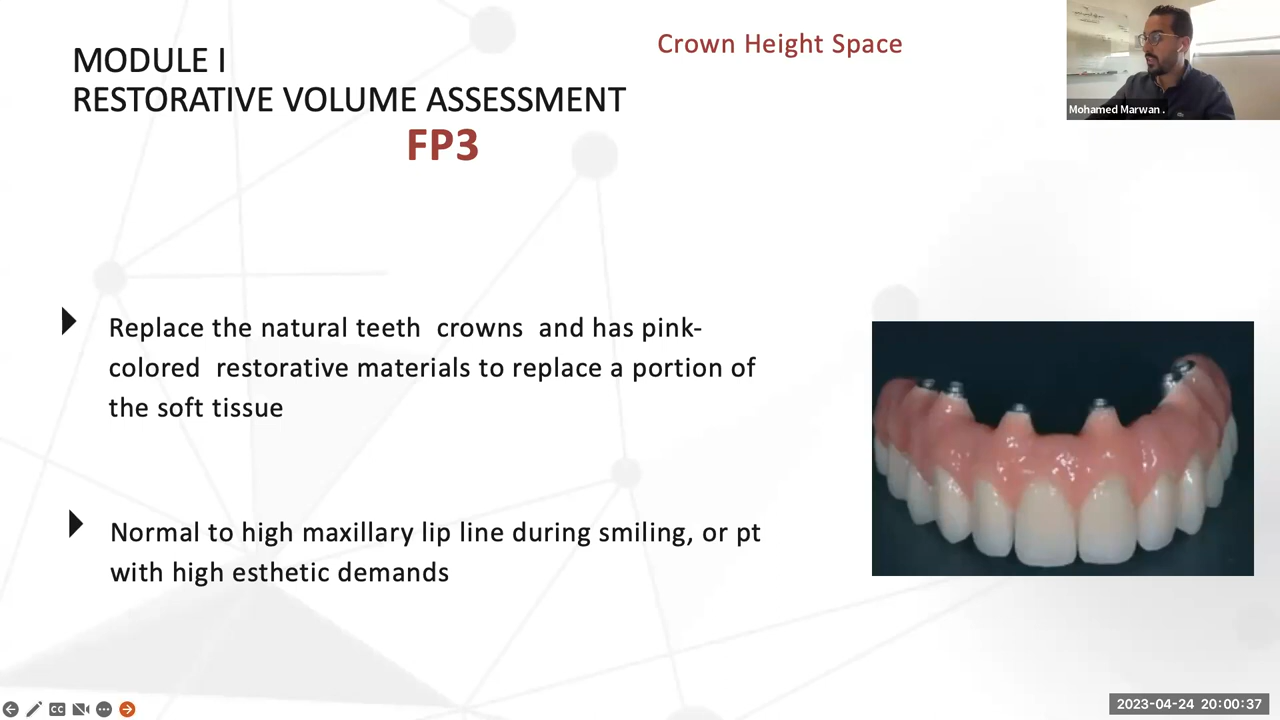 MODULE I
RESTORATIVE VOLUME ASSESSMENT
FP3
Crown Height Space
Mohamed Marwan .
Replace the natural teeth crowns and has pink-
colored restorative materials to replace a portion of
the soft tissue
Normal to high maxillary lip line during smiling, or pt
with high esthetic demands
CC
2023-04-24 20:00:37